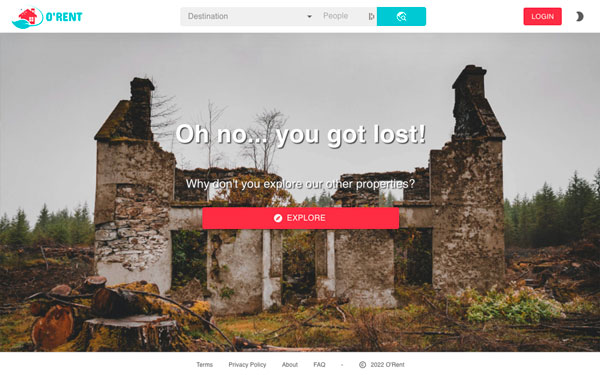 O'RENT
Destination
People
LOGIN
Oh no... you got lost!
Why don't you explore our other properties?
EXPLORE
Terms Privacy Policy About FAQ - © 2022 O'Rent